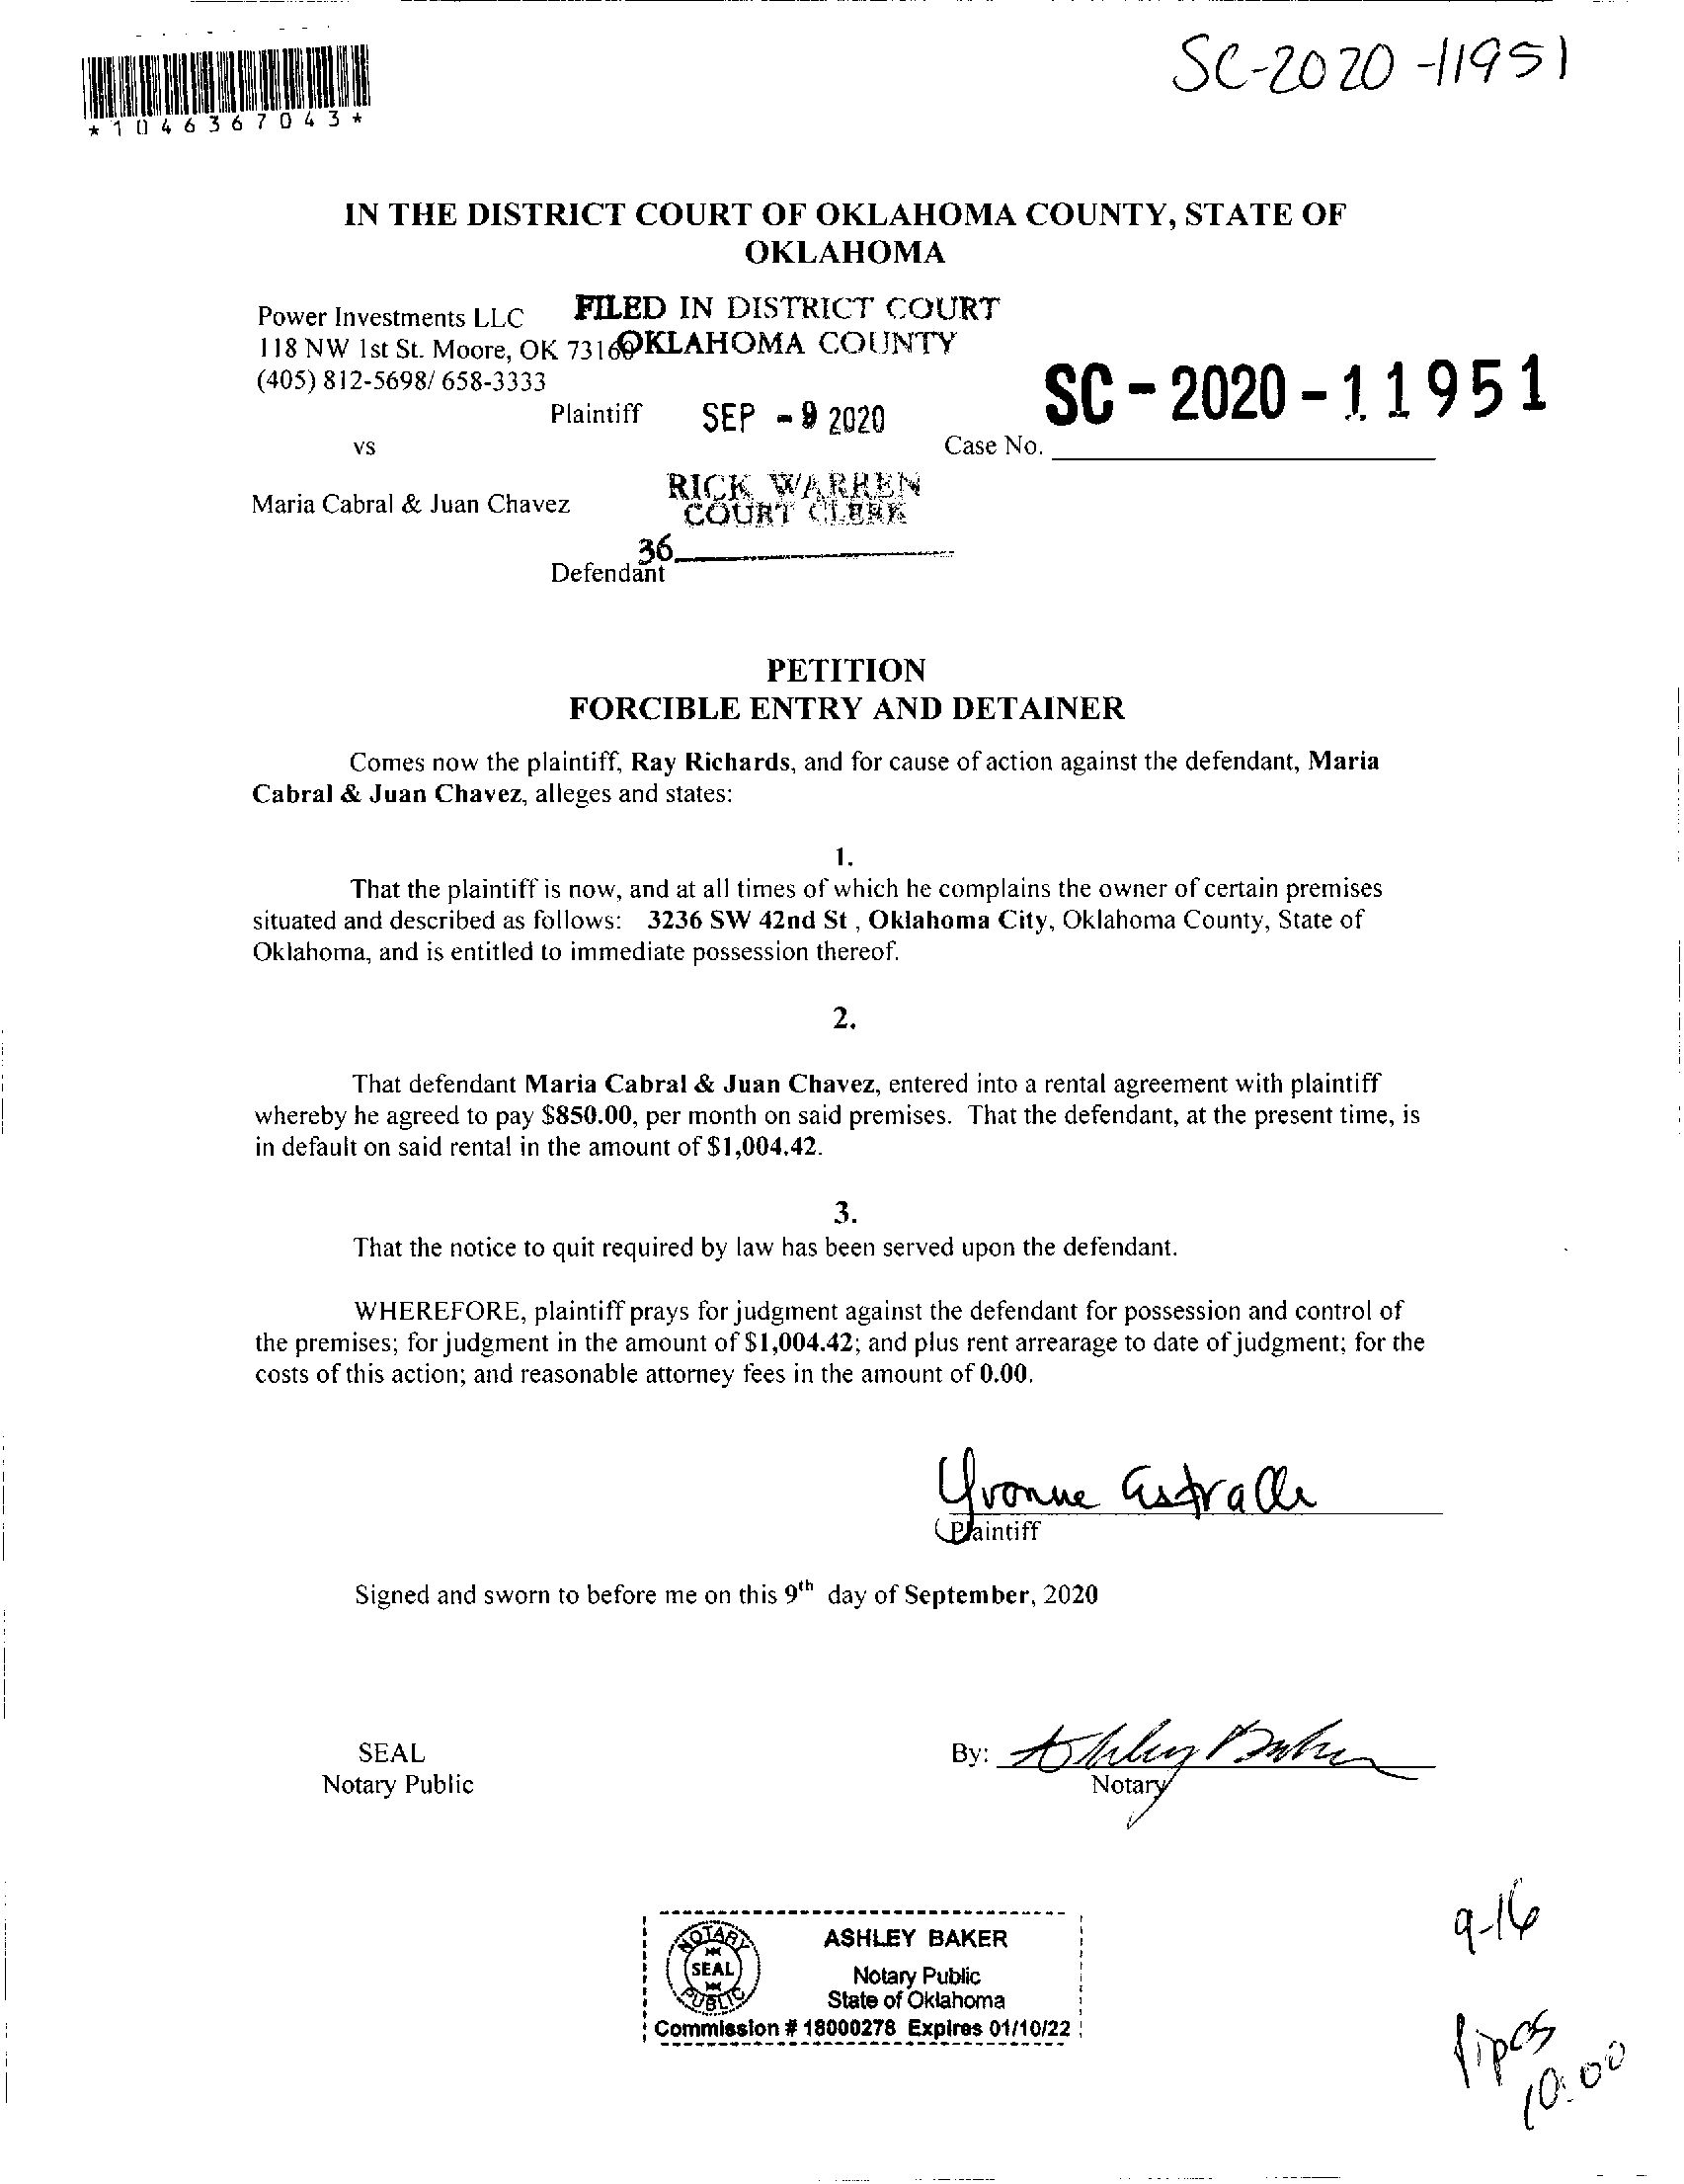 SC-2020-11951
*1046367043*
IN THE DISTRICT COURT OF OKLAHOMA COUNTY, STATE OF
OKLAHOMA
Power Investments LLC
FILED IN DISTRICT COURT
118 NW 1st St. Moore, OK 73160
OKLAHOMA COUNTY
(405) 812-5698/ 658-3333
SC-2020-11951
Plaintiff
SEP -9 2020
vs
Case No.
RICK WARREN
Maria Cabral & Juan Chavez
COURT CLERK
36
Defendant
PETITION
FORCIBLE ENTRY AND DETAINER
Comes now the plaintiff, Ray Richards, and for cause of action against the defendant, Maria
Cabral & Juan Chavez, alleges and states:
1.
That the plaintiff is now, and at all times of which he complains the owner of certain premises
situated and described as follows: 3236 SW 42nd St , Oklahoma City, Oklahoma County, State of
Oklahoma, and is entitled to immediate possession thereof.
2.
That defendant Maria Cabral & Juan Chavez, entered into a rental agreement with plaintiff
whereby he agreed to pay $850.00, per month on said premises. That the defendant, at the present time, is
in default on said rental in the amount of $1,004.42.
3.
That the notice to quit required by law has been served upon the defendant.
WHEREFORE, plaintiff prays for judgment against the defendant for possession and control of
the premises; for judgment in the amount of $1,004.42; and plus rent arrearage to date of judgment; for the
costs of this action; and reasonable attorney fees in the amount of 0.00.
Yvonne
Plaintiff
Signed and sworn to before me on this 9th day of September, 2020
SEAL
By: Ashley Baker
Notary Public
Notary
9-16
NOTARY PUBLIC
SEAL
ASHLEY BAKER
Notary Public
State of Oklahoma
Commission # 18000278 Expires 01/10/22
10:00